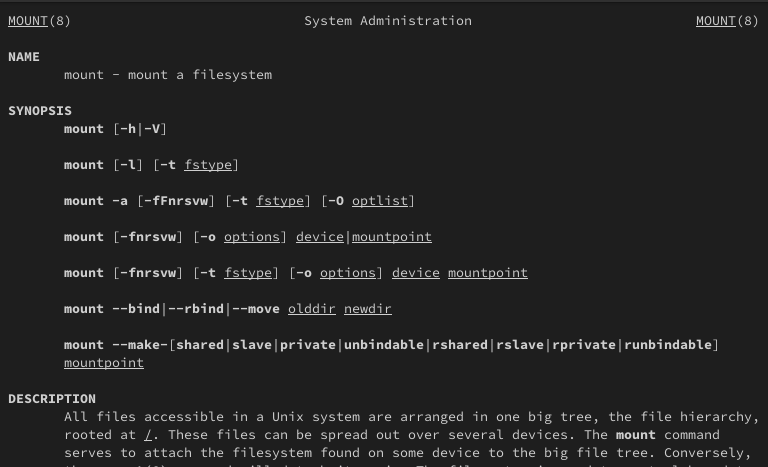 MOUNT(8) System Administration MOUNT(8)
NAME
mount - mount a filesystem
SYNOPSIS
mount [-h|-V]
mount [-l] [-t fstype]
mount -a [-fFnrsvw] [-t fstype] [-O optlist]
mount [-fnrsvw] [-o options] device|mountpoint
mount [-fnrsvw] [-t fstype] [-o options] device mountpoint
mount --bind|--rbind|--move olddir newdir
mount --make-[shared|slave|private|unbindable|rshared|rslave|rprivate|runbindable]
mountpoint
DESCRIPTION
All files accessible in a Unix system are arranged in one big tree, the file hierarchy,
rooted at /. These files can be spread out over several devices. The mount command
serves to attach the filesystem found on some device to the big file tree. Conversely,